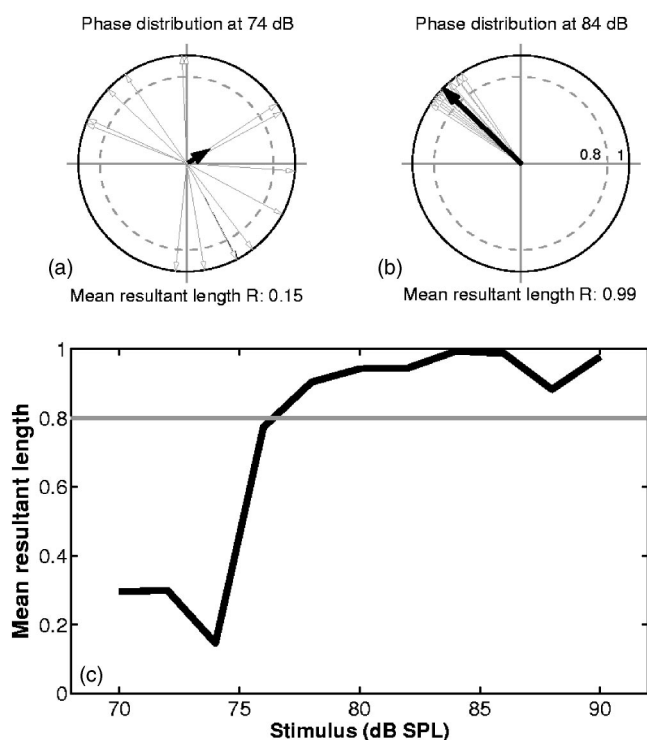 Phase distribution at 74 dB
(a)
Mean resultant length R: 0.15
Phase distribution at 84 dB
0.8 1
(b)
Mean resultant length R: 0.99
Mean resultant length
1
0.8
0.6
0.4
0.2
0
(c)
70 75 80 85 90
Stimulus (dB SPL)